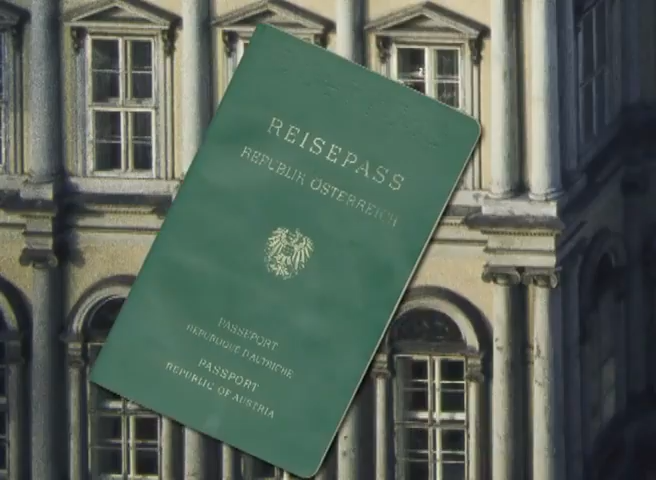 REISEPASS
REPUBLIK ÖSTERREICH
PASSEPORT
RÉPUBLIQUE D'AUTRICHE
PASSPORT
REPUBLIC OF AUSTRIA